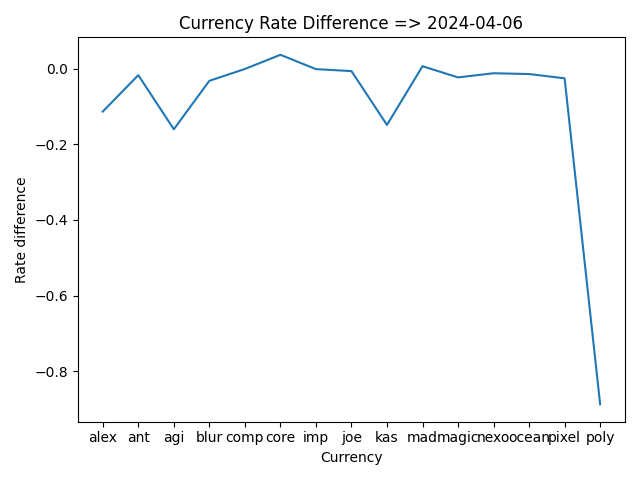 Currency Rate Difference => 2024-04-06
Rate difference
0.0
−0.2
−0.4
−0.6
−0.8
alex ant agi blur comp core imp joe kas mad magic nexo ocean pixel poly
Currency